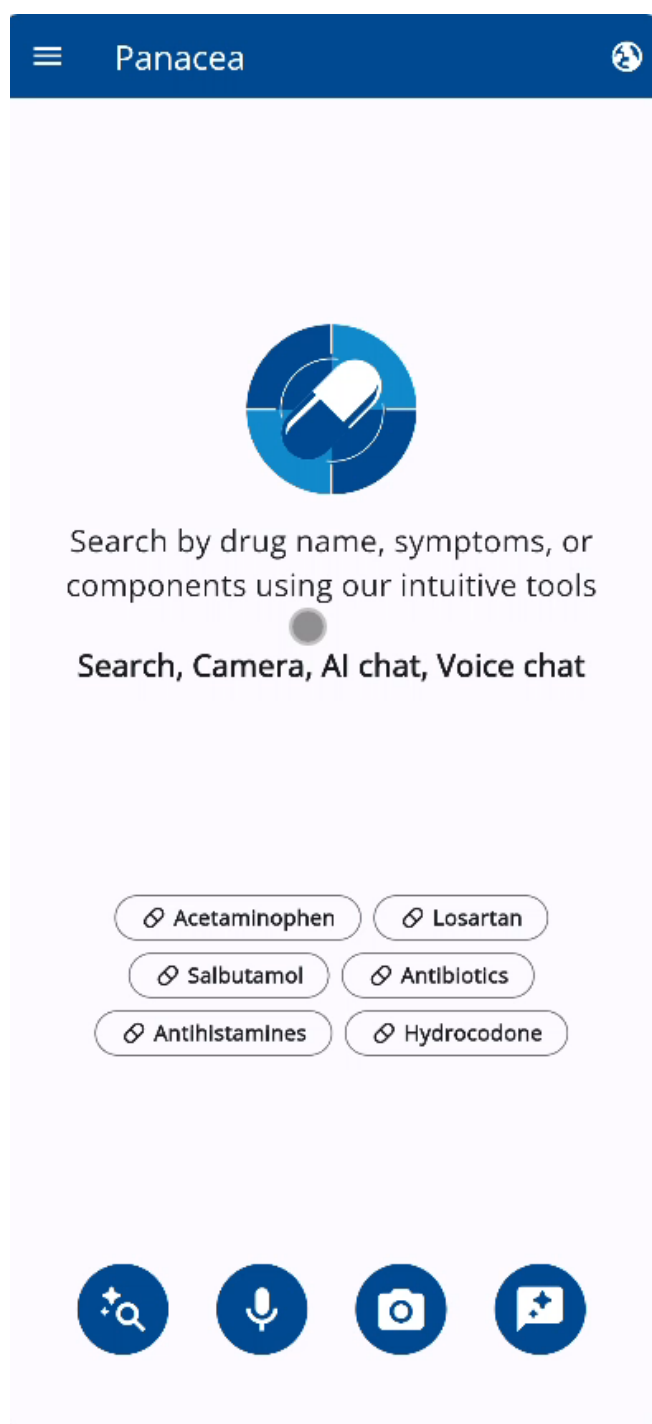 Panacea
Search by drug name, symptoms, or
components using our intuitive tools
Search, Camera, AI chat, Voice chat
Acetaminophen
Losartan
Salbutamol
Antibiotics
Antihistamines
Hydrocodone